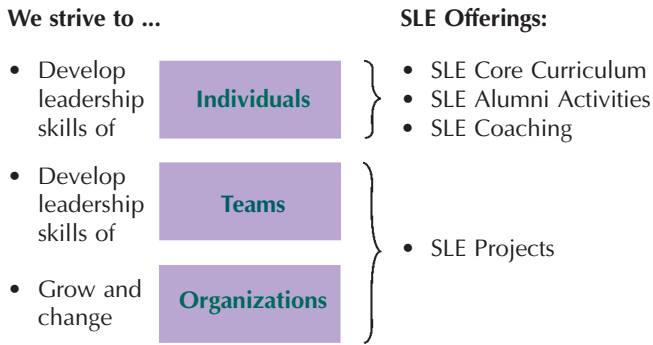 We strive to ...
SLE Offerings:
• Develop
leadership
skills of
Individuals
• SLE Core Curriculum
• SLE Alumni Activities
• SLE Coaching
• Develop
leadership
skills of
Teams
• Grow and
change
Organizations
• SLE Projects